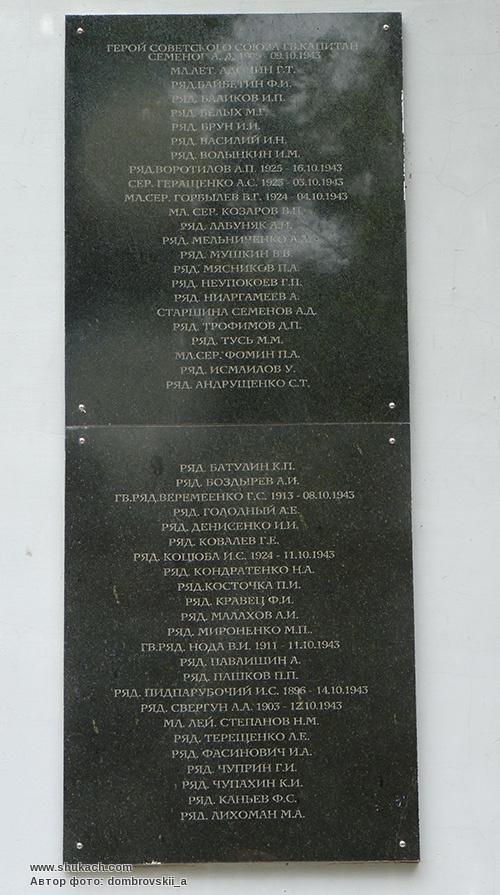 ГЕРОЙ СОВЕТСКОГО СОЮЗА ГВ.КАПИТАН
СЕМЕНОГ 1905 - 09.10.1943
МЛ.ЛЕТ. Г.Т.
РЯД.БАЙБЕТИН Ф.И.
РЯД. БАЛИКОВ И.П.
РЯД. БЕЛЫХ М.Г.
РЯД. БРУН И.И.
РЯД. ВАСИЛИЙ И.Н.
РЯД. ВОЛЫНКИН И.М.
РЯД.ВОРОТИЛОВ А.П. 1925 - 16.10.1943
СЕР. ГЕРАЩЕНКО А.С. 1923 - 03.10.1943
МЛ.СЕР. ГОРБЫЛЕВ В.Г. 1924 - 04.10.1943
МЛ. СЕР. КОЗАРОВ
РЯД. ЛАБУНЯК
РЯД. МЕЛЬНИЧЕНКО
РЯД. МУШКИН В.В.
РЯД. МЯСНИКОВ П.А.
РЯД. НЕУПОКОЕВ Г.П.
РЯД. НИАРГАМЕЕВ А.
СТАРШИНА СЕМЕНОВ А.Д.
РЯД. ТРОФИМОВ Д.П.
РЯД. ТУСЬ М.М.
МЛ.СЕР. ФОМИН П.А.
РЯД. ИСМАИЛОВ У.
РЯД. АНДРУЩЕНКО С.Т.
РЯД. БАТУЛИН К.П.
РЯД. БОЗДЫРЕВ А.И.
ГВ.РЯД.ВЕРЕМЕЕНКО Г.С. 1913 - 08.10.1943
РЯД. ГОЛОДНЫЙ А.Е.
РЯД. ДЕНИСЕНКО И.И.
РЯД. КОВАЛЕВ Г.Е.
РЯД. КОЦЮБА И.С. 1924 - 11.10.1943
РЯД. КОНДРАТЕНКО Н.А.
РЯД.КОСТОЧКА П.И.
РЯД. КРАВЕЦ Ф.И.
РЯД. МАЛАХОВ А.И.
РЯД. МИРОНЕНКО М.П..
ГВ.РЯД. НОДА В.И. 1911 - 11.10.1943
РЯД. ПАВЛИШИН А.
РЯД. ПАШКОВ П.П.
РЯД. ПИДПАРУБОЧИЙ И.С. 1896 - 14.10.1943
РЯД. СВЕРГУН А.А. 1903 - 12.10.1943
МЛ. ЛЕЙ. СТЕПАНОВ Н.М.
РЯД. ТЕРЕЩЕНКО Л.Е.
РЯД. ФАСИНОВИЧ И.А.
РЯД. ЧУПРИН Г.И.
РЯД. ЧУПАХИН К.И.
РЯД. КАНЬЕВ Ф.С.
РЯД. ЛИХОМАН М.А.
www.shukach.com
Автор фото: dombrovskii_a